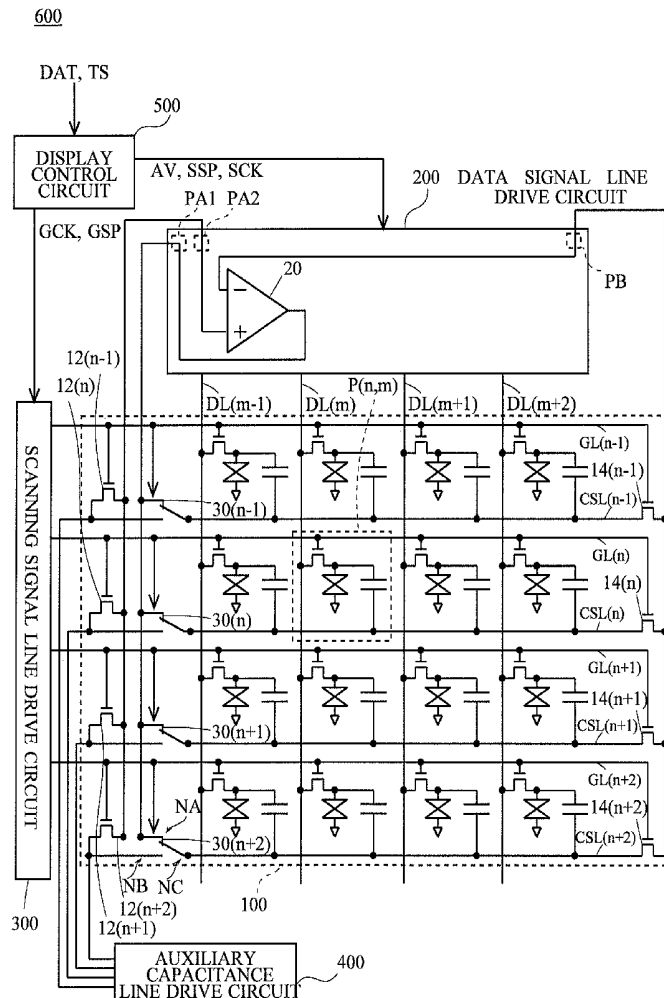 600
DAT, TS
500
DISPLAY
CONTROL
CIRCUIT
AV, SSP, SCK
PA1 PA2
GCK, GSP
200
DATA SIGNAL LINE
DRIVE CIRCUIT
PB
20
−
+
12(n-1)
12(n)
P(n,m)
DL(m-1)
DL(m)
DL(m+1)
DL(m+2)
GL(n-1)
14(n-1)
CSL(n-1)
30(n-1)
GL(n)
14(n)
CSL(n)
30(n)
GL(n+1)
14(n+1)
CSL(n+1)
30(n+1)
GL(n+2)
14(n+2)
CSL(n+2)
30(n+2)
NA
NB
NC
SCANNING SIGNAL LINE DRIVE CIRCUIT
300
12(n+2)
12(n+1)
100
AUXILIARY
CAPACITANCE
LINE DRIVE CIRCUIT
400